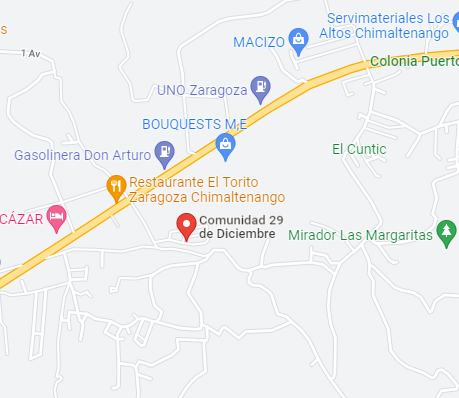 Servimateriales Los
Altos Chimaltenango
s
MACIZO
1 Av
Colonia Puerto
UNO Zaragoza
BOUQUESTS M,E
El Cuntic
Gasolinera Don Arturo
Restaurante El Torito
Zaragoza Chimaltenango
CÁZAR
Comunidad 29
de Diciembre
Mirador Las Margaritas